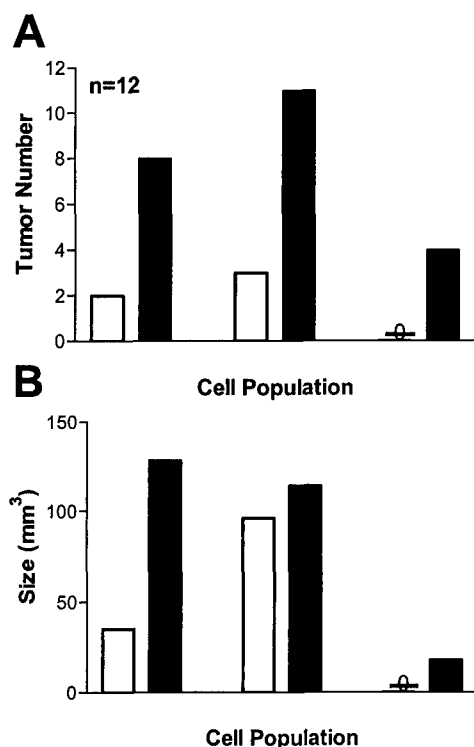 A
n=12
Tumor Number
12
10
8
6
4
2
0
0
Cell Population
B
Size (mm³)
150
100
50
0
0
Cell Population